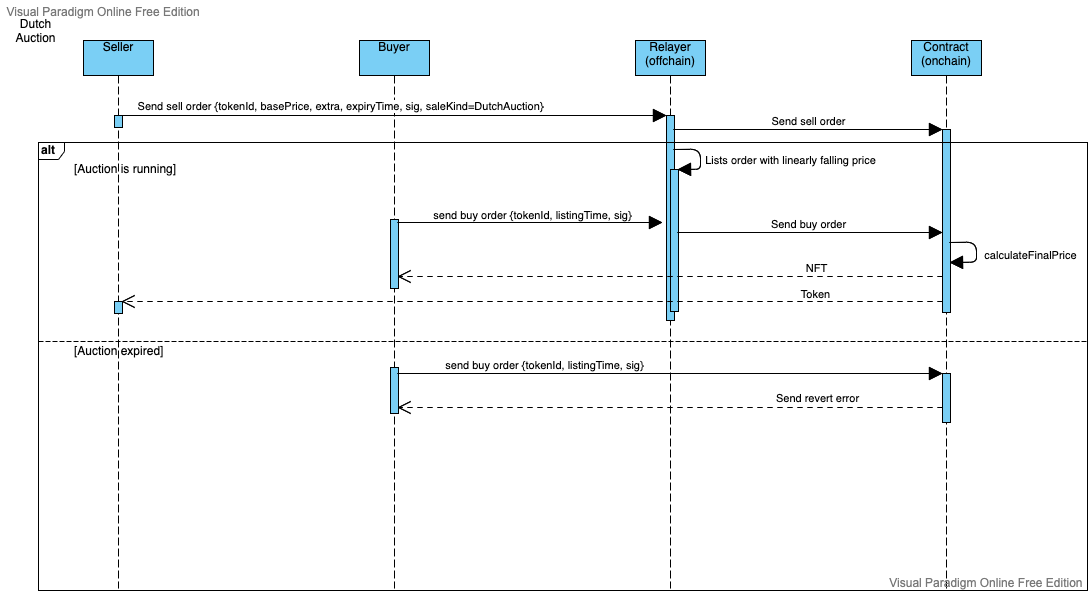 Visual Paradigm Online Free Edition
Dutch
Auction
Seller
Buyer
Relayer
(offchain)
Contract
(onchain)
Send sell order {tokenId, basePrice, extra, expiryTime, sig, saleKind=DutchAuction}
Send sell order
alt
[Auction is running]
Lists order with linearly falling price
send buy order {tokenId, listingTime, sig}
Send buy order
calculateFinalPrice
NFT
Token
[Auction expired]
send buy order {tokenId, listingTime, sig}
Send revert error
Visual Paradigm Online Free Edition